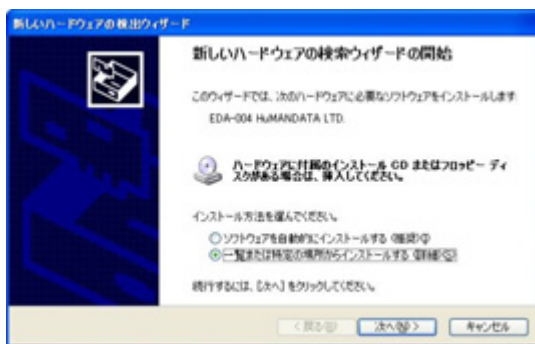 新しいハードウェアの検出ウィザード
新しいハードウェアの検索ウィザードの開始
このウィザードでは、次のハードウェアに必要なソフトウェアをインストールします:
EDA-004 HuMANDATA LTD.
ハードウェアに付属のインストール CD またはフロッピー ディ
スクがある場合は、挿入してください。
インストール方法を選んでください。
ソフトウェアを自動的にインストールする (推奨)(I)
一覧または特定の場所からインストールする (詳細)(S)
続行するには、[次へ] をクリックしてください。
< 戻る(B)
次へ(N) >
キャンセル